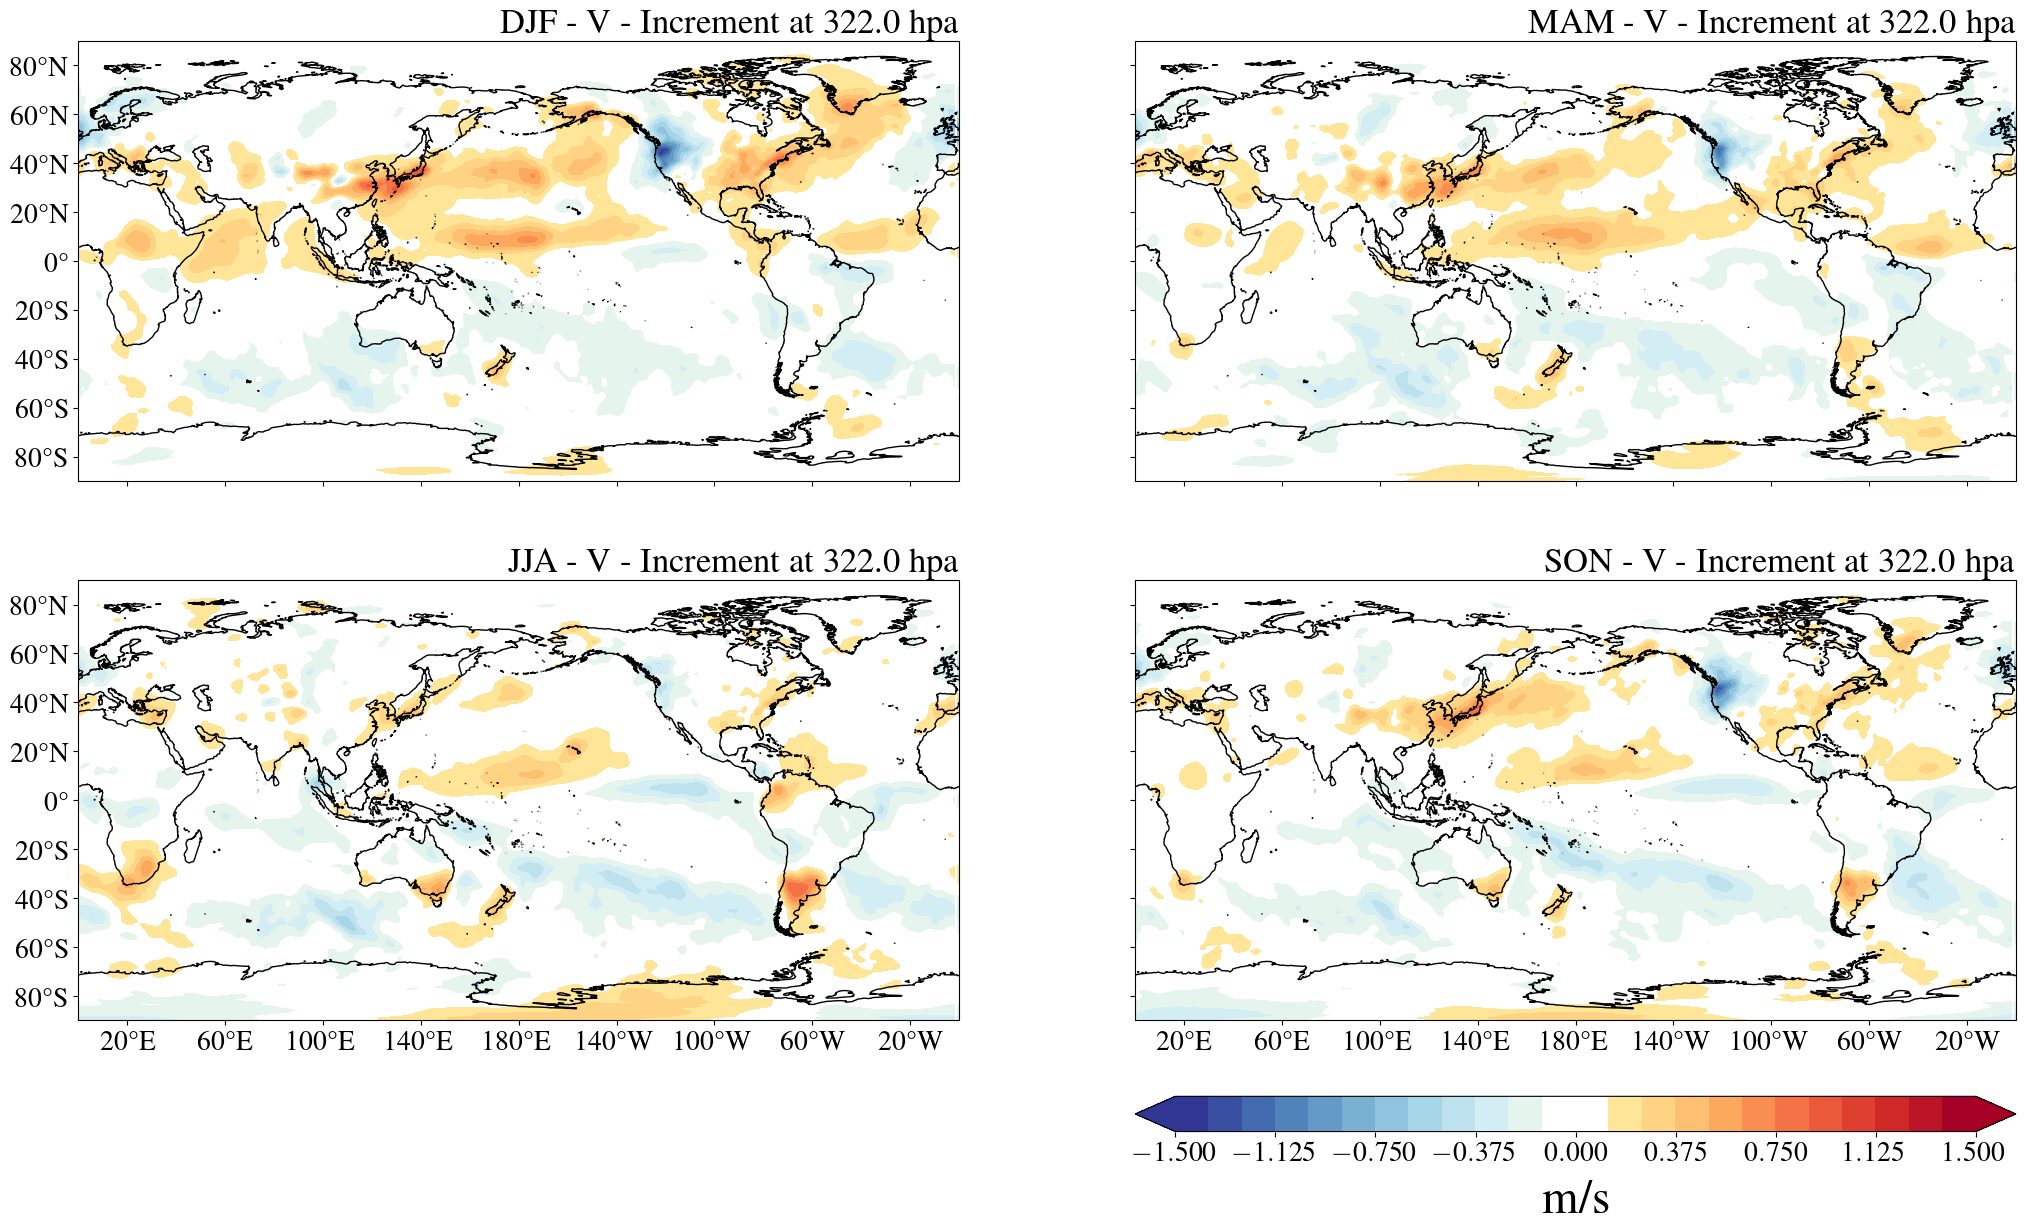 DJF - V - Increment at 322.0 hpa
MAM - V - Increment at 322.0 hpa
80°N
60°N
40°N
20°N
0°
20°S
40°S
60°S
80°S
JJA - V - Increment at 322.0 hpa
SON - V - Increment at 322.0 hpa
80°N
60°N
40°N
20°N
0°
20°S
40°S
60°S
80°S
20°E 60°E 100°E 140°E 180°E 140°W 100°W 60°W 20°W
20°E 60°E 100°E 140°E 180°E 140°W 100°W 60°W 20°W
−1.500 −1.125 −0.750 −0.375 0.000 0.375 0.750 1.125 1.500
m/s